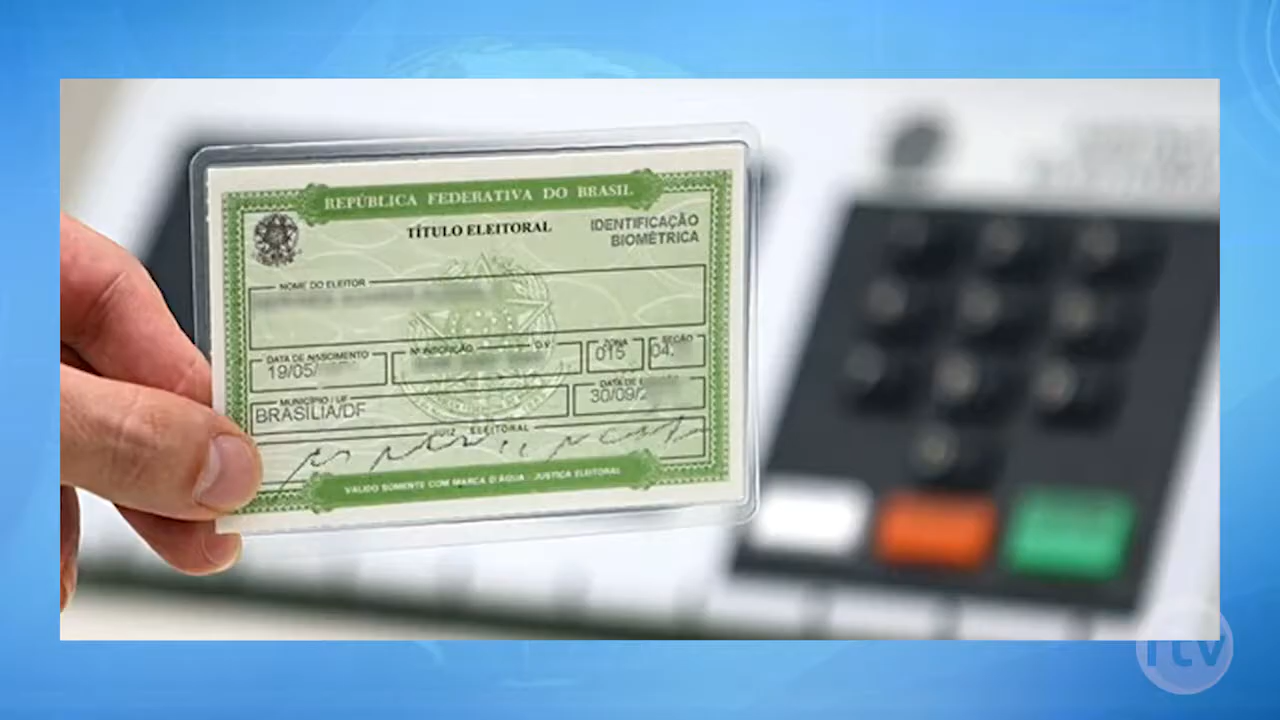 REPÚBLICA FEDERATIVA DO BRASIL
TÍTULO ELEITORAL
IDENTIFICAÇÃO
BIOMÉTRICA
NOME DO ELEITOR
DATA DE NASCIMENTO
Nº INSCRIÇÃO
D.V.
ZONA
SEÇÃO
19/05/
015
04
MUNICÍPIO / UF
DATA DE
BRASÍLIA/DF
30/09/2
JUIZ ELEITORAL
VÁLIDO SOMENTE COM MARCA D'ÁGUA - JUSTIÇA ELEITORAL
rtv